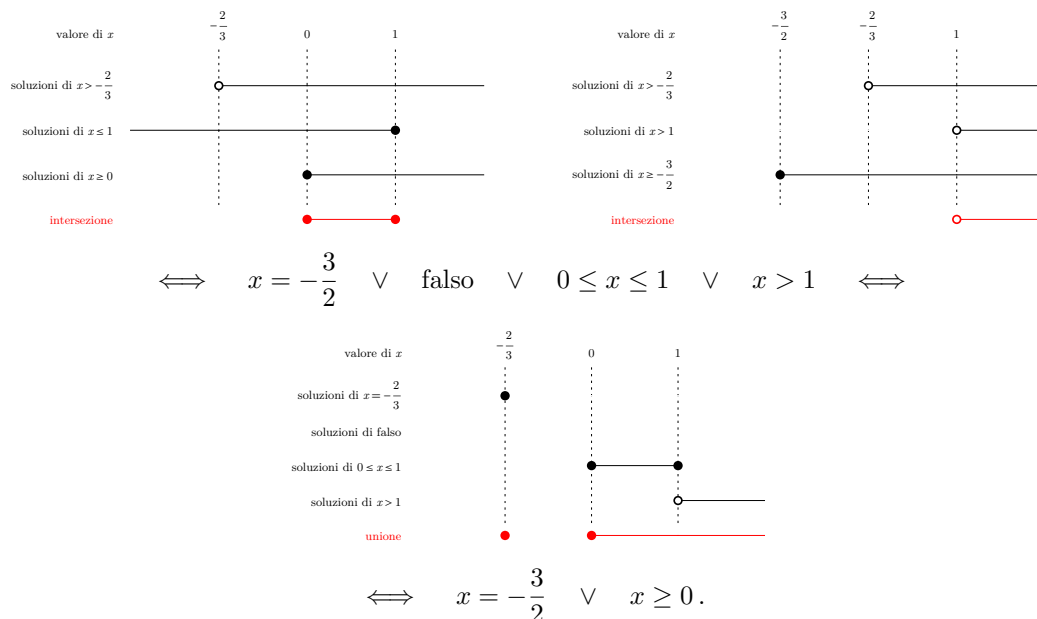 valore di x −2/3 0 1
soluzioni di x > −2/3
soluzioni di x ≤ 1
soluzioni di x ≥ 0
intersezione
valore di x −3/2 −2/3 1
soluzioni di x > −2/3
soluzioni di x > 1
soluzioni di x ≥ −3/2
intersezione
⟺ x = −3/2 ∨ falso ∨ 0 ≤ x ≤ 1 ∨ x > 1 ⟺
valore di x −2/3 0 1
soluzioni di x = −2/3
soluzioni di falso
soluzioni di 0 ≤ x ≤ 1
soluzioni di x > 1
unione
⟺ x = −3/2 ∨ x ≥ 0 .